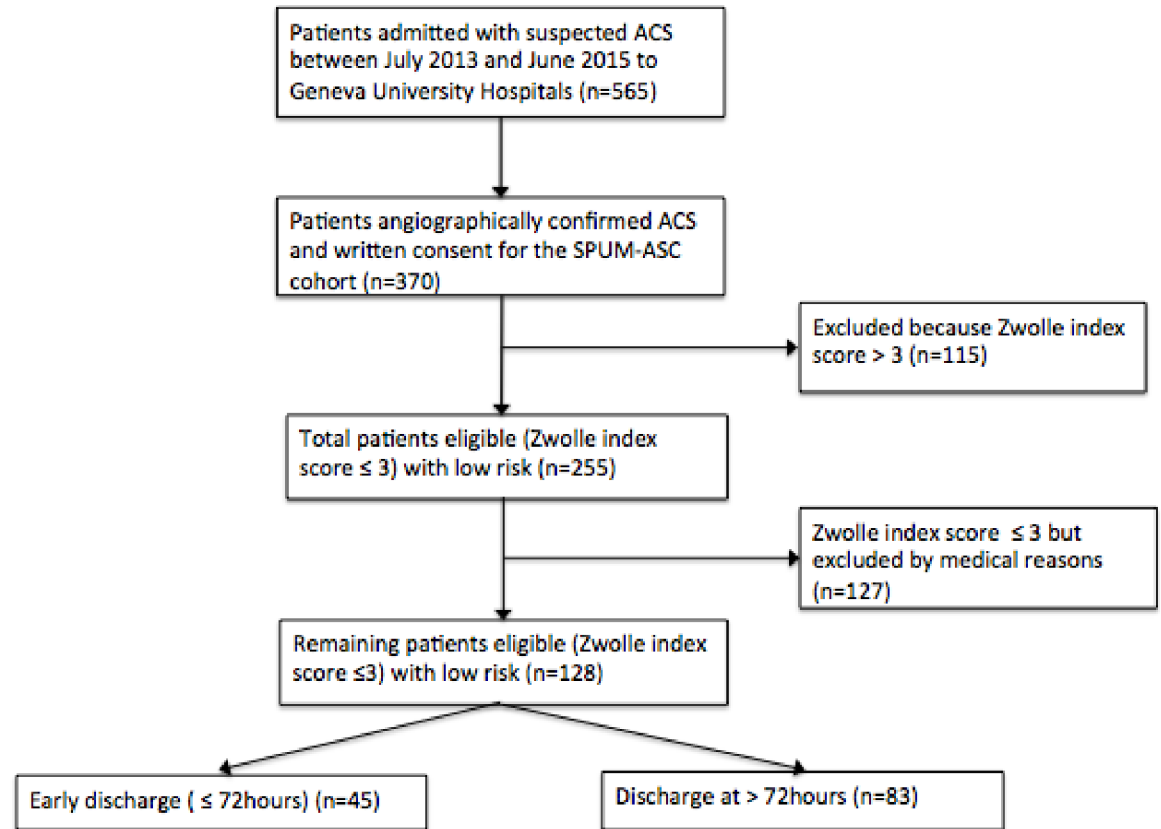 Patients admitted with suspected ACS
between July 2013 and June 2015 to
Geneva University Hospitals (n=565)
Patients angiographically confirmed ACS
and written consent for the SPUM-ASC
cohort (n=370)
Excluded because Zwolle index
score > 3 (n=115)
Total patients eligible (Zwolle index
score ≤ 3) with low risk (n=255)
Zwolle index score ≤ 3 but
excluded by medical reasons
(n=127)
Remaining patients eligible (Zwolle index
score ≤3) with low risk (n=128)
Early discharge ( ≤ 72hours) (n=45)
Discharge at > 72hours (n=83)